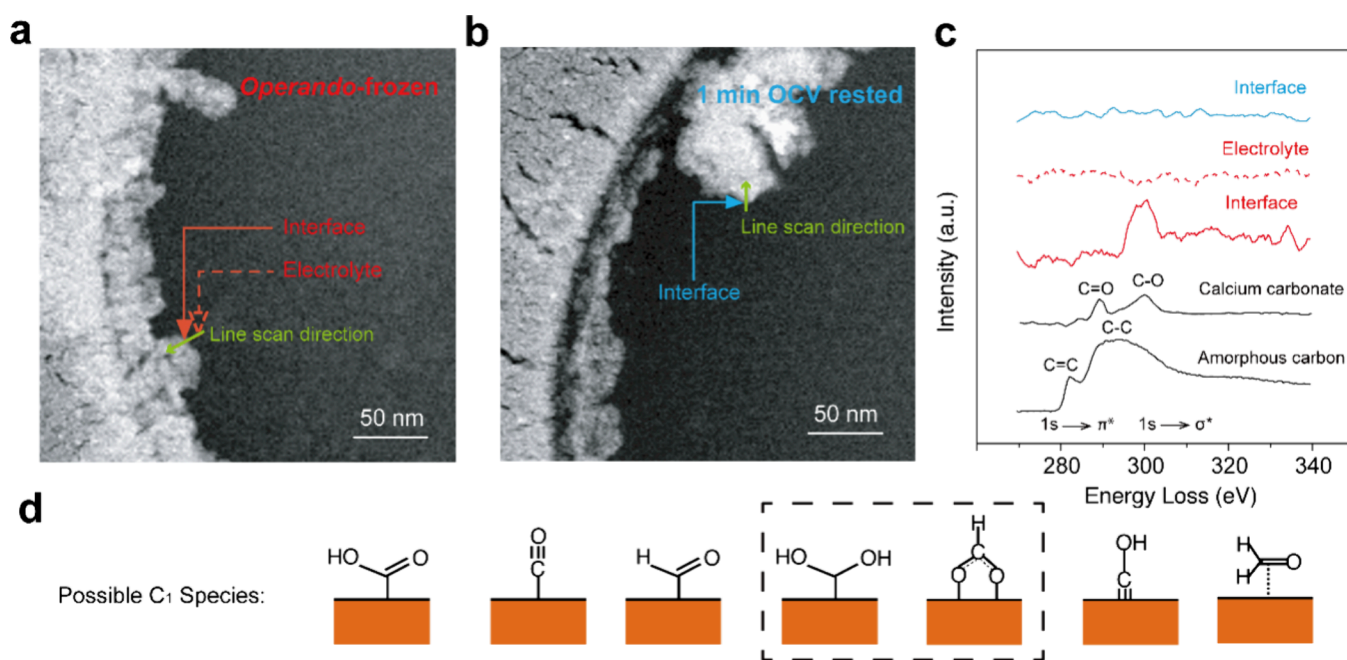 a
Operando-frozen
Interface
Electrolyte
Line scan direction
50 nm
b
1 min OCV rested
Line scan direction
Interface
50 nm
c
Interface
Electrolyte
Interface
C=O
C-O
Calcium carbonate
C-C
C=C
Amorphous carbon
1s → π*
1s → σ*
280
300
320
340
Energy Loss (eV)
Intensity (a.u.)
d
Possible C₁ Species:
HO
O
C
O
C
H
O
HO
OH
H
C
O
O
OH
C
H
H
O